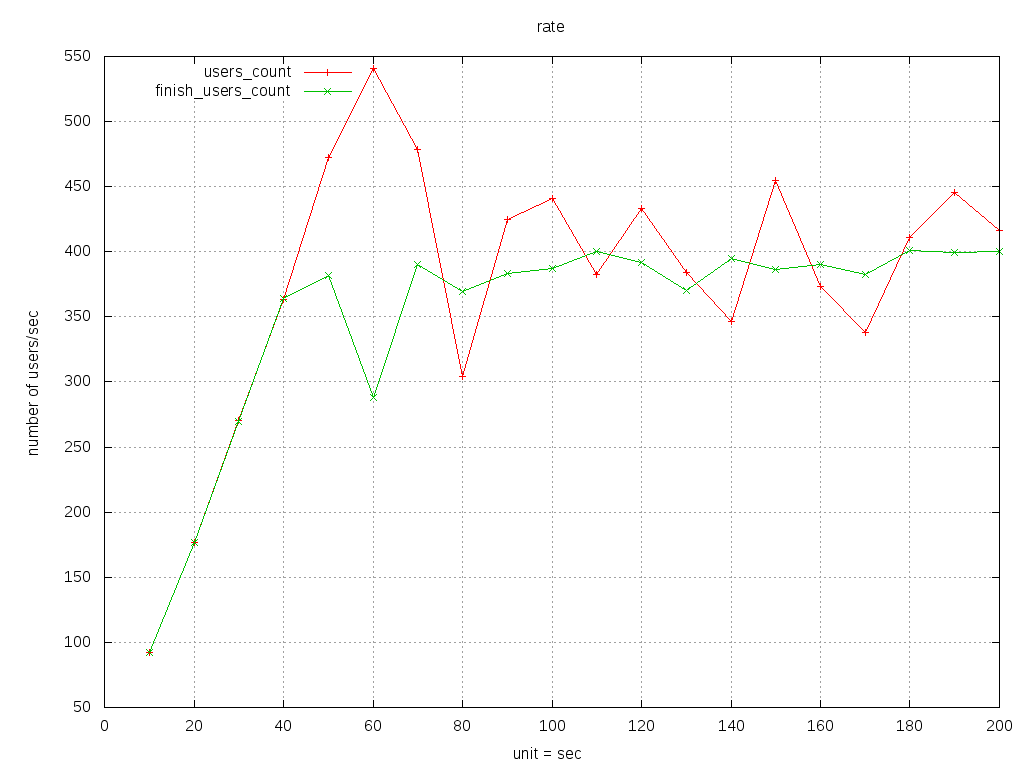 rate
550
users_count
finish_users_count
500
450
400
350
300
250
200
150
100
50
number of users/sec
0 20 40 60 80 100 120 140 160 180 200
unit = sec